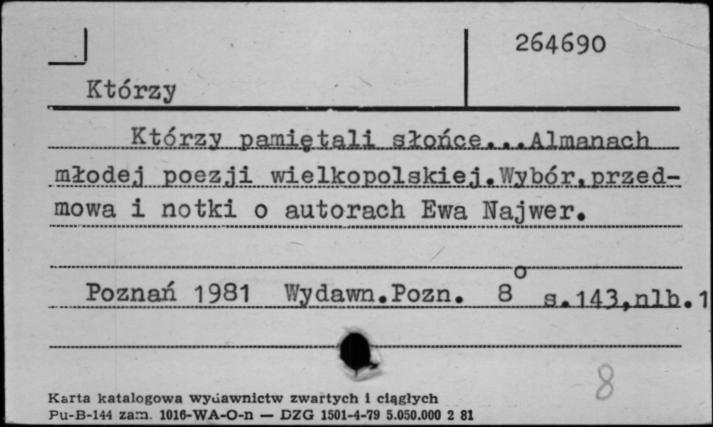 264690
Którzy
Którzy pamiętali słońce...Almanach
młodej poezji wielkopolskiej.Wybór,przed-
mowa i notki o autorach Ewa Najwer.
Poznań 1981 Wydawn.Pozn. 8° s.143,nlb.1
8
Karta katalogowa wydawnictw zwartych i ciągłych
Pu-B-144 zam. 1016-WA-O-n — DZG 1501-4-79 5.050.000 2 81